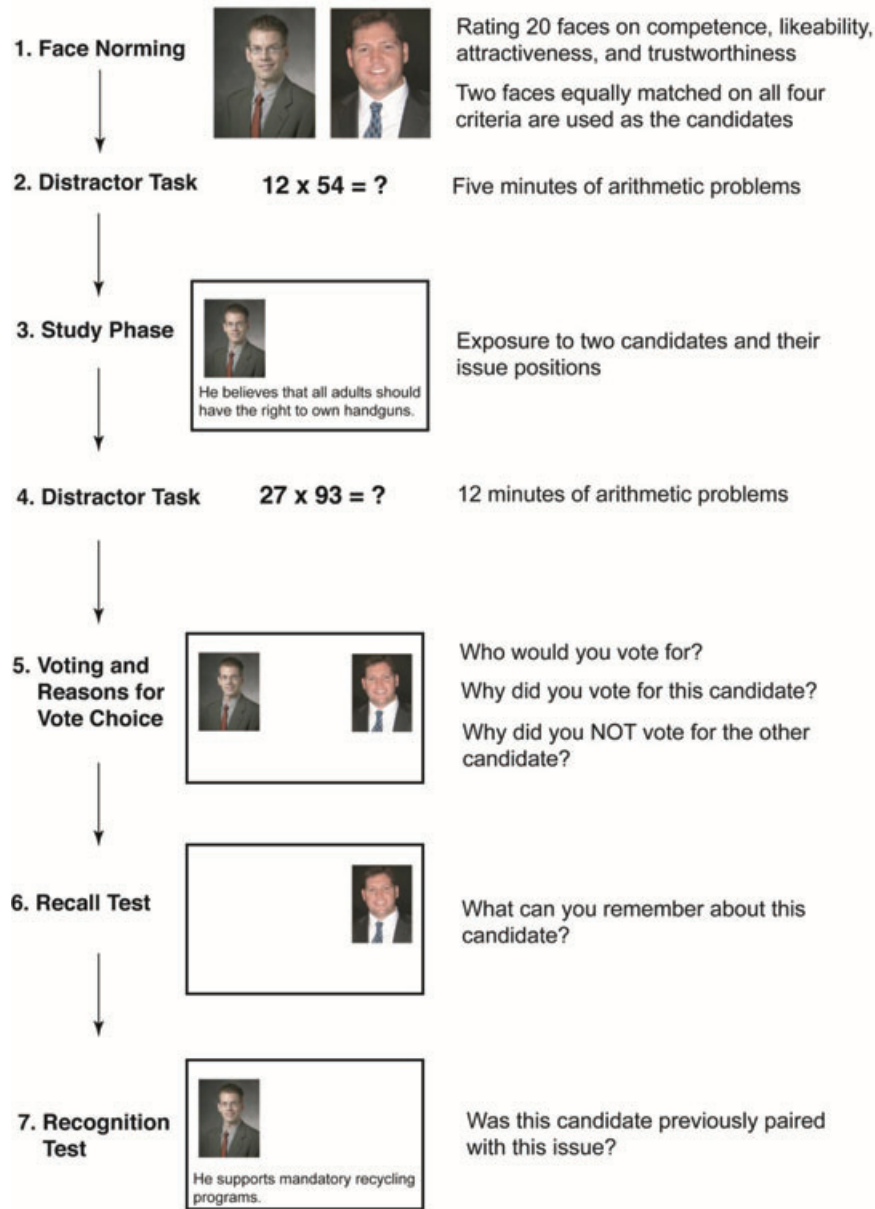 1. Face Norming
Rating 20 faces on competence, likeability,
attractiveness, and trustworthiness
Two faces equally matched on all four
criteria are used as the candidates
2. Distractor Task
12 x 54 = ?
Five minutes of arithmetic problems
3. Study Phase
He believes that all adults should
have the right to own handguns.
Exposure to two candidates and their
issue positions
4. Distractor Task
27 x 93 = ?
12 minutes of arithmetic problems
5. Voting and
Reasons for
Vote Choice
Who would you vote for?
Why did you vote for this candidate?
Why did you NOT vote for the other
candidate?
6. Recall Test
What can you remember about this
candidate?
7. Recognition
Test
He supports mandatory recycling
programs.
Was this candidate previously paired
with this issue?